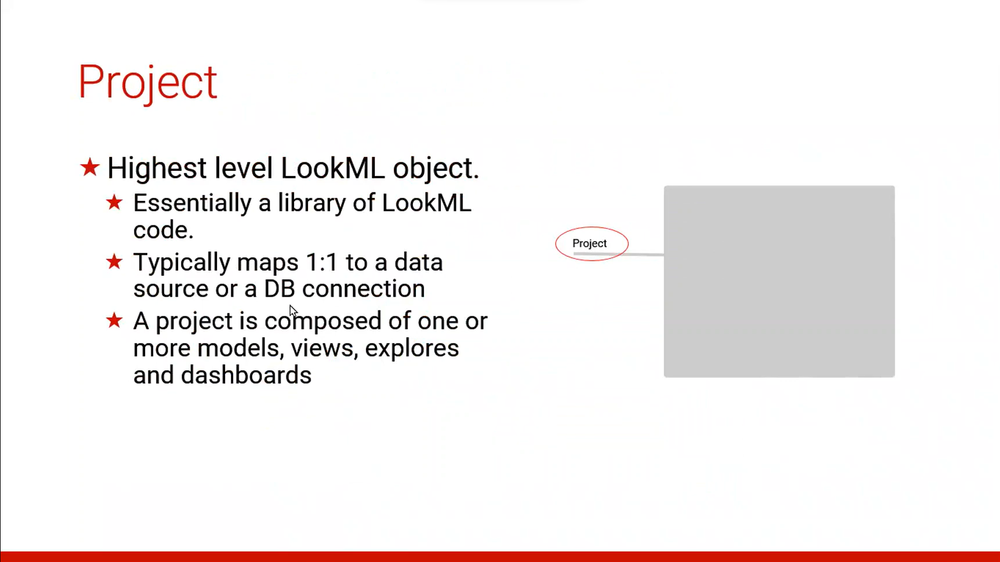 Project
Highest level LookML object.
Essentially a library of LookML
code.
Typically maps 1:1 to a data
source or a DB connection
A project is composed of one or
more models, views, explores
and dashboards
Project